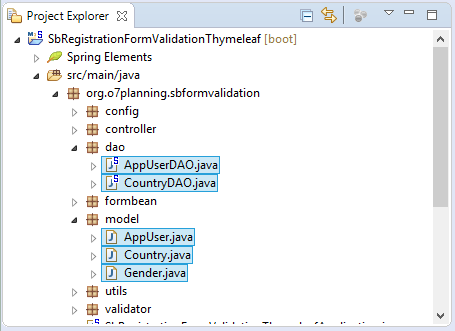 Project Explorer
SbRegistrationFormValidationThymeleaf [boot]
Spring Elements
src/main/java
org.o7planning.sbformvalidation
config
controller
dao
AppUserDAO.java
CountryDAO.java
formbean
model
AppUser.java
Country.java
Gender.java
utils
validator